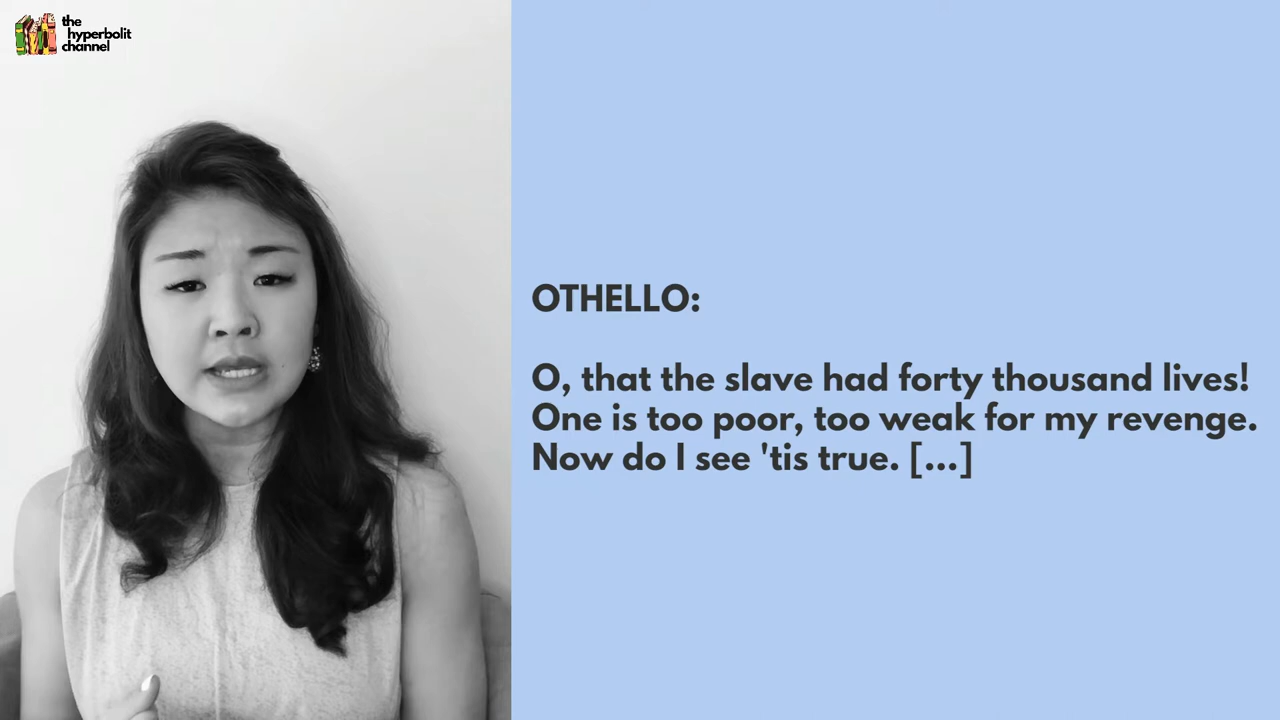 the
hyperbolit
channel
OTHELLO:
O, that the slave had forty thousand lives!
One is too poor, too weak for my revenge.
Now do I see 'tis true. [...]